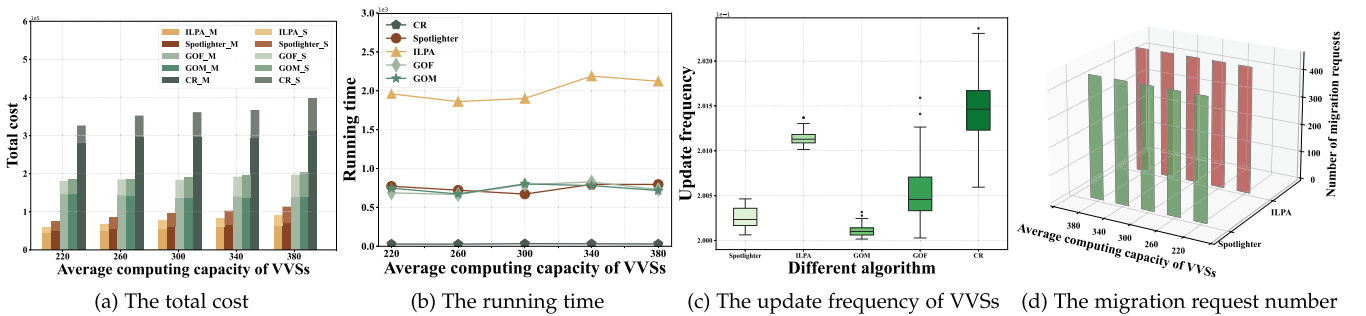 1e5
Total cost
6
5
4
3
2
1
0
ILPA_M
Spotlighter_M
GOF_M
GOM_M
CR_M
ILPA_S
Spotlighter_S
GOF_S
GOM_S
CR_S
220 260 300 340 380
Average computing capacity of VVSs
(a) The total cost
1e3
Running time
3.0
2.5
2.0
1.5
1.0
0.5
0.0
CR
Spotlighter
ILPA
GOF
GOM
220 260 300 340 380
Average computing capacity of VVSs
(b) The running time
1e−1
Update frequency
2.020
2.015
2.010
2.005
2.000
Spotlighter ILPA GOM GOF CR
Different algorithm
(c) The update frequency of VVSs
Number of migration requests
400
300
200
100
0
ILPA
Spotlighter
380 340 300 260 220
Average computing capacity of VVSs
(d) The migration request number